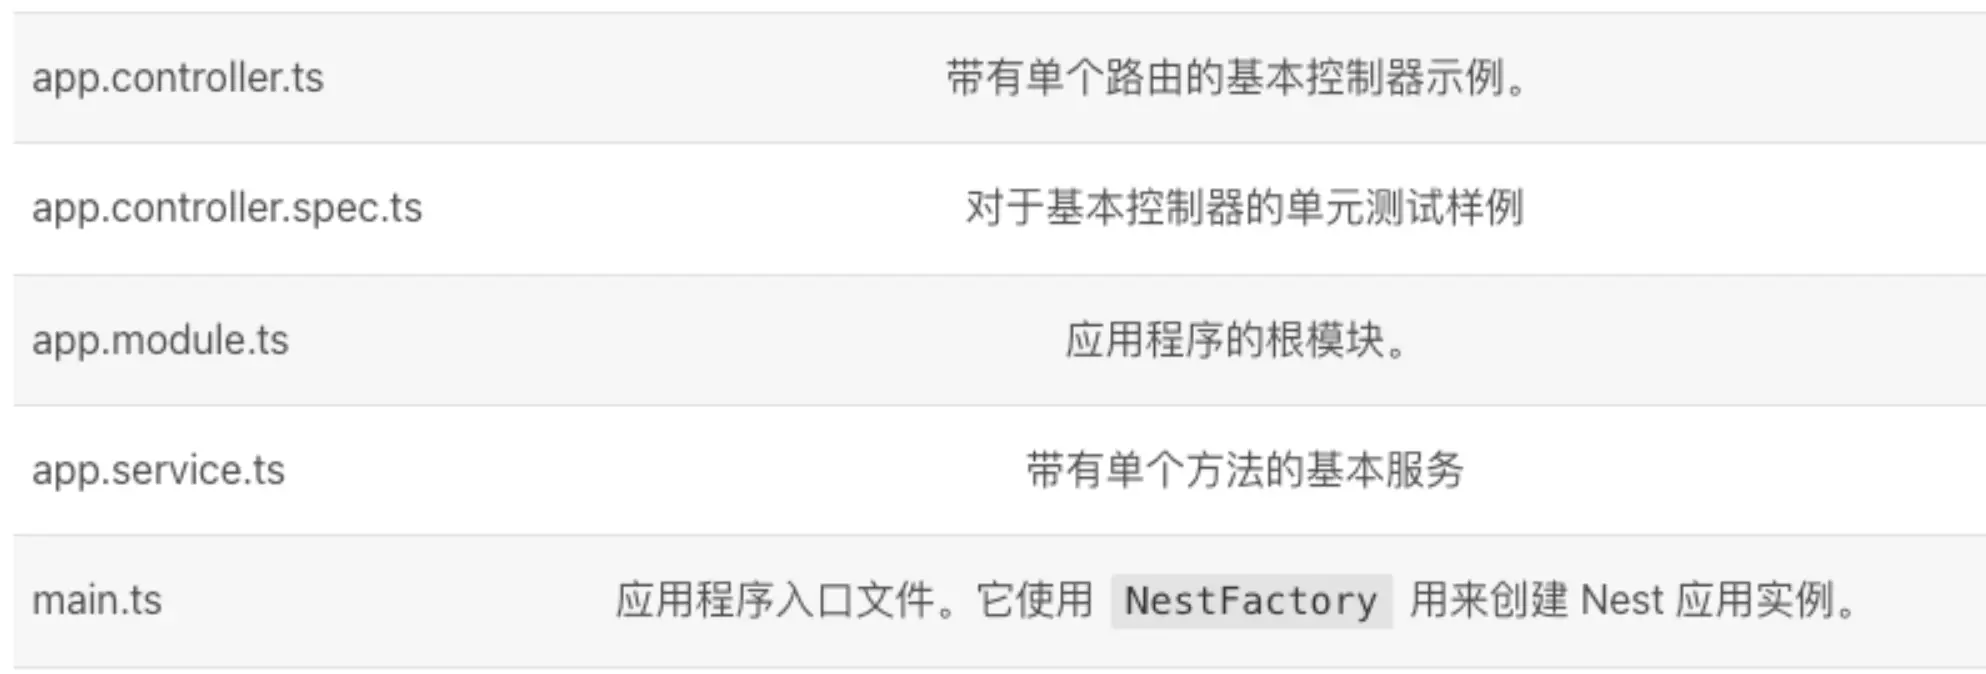 app.controller.ts 带有单个路由的基本控制器示例。
app.controller.spec.ts 对于基本控制器的单元测试样例
app.module.ts 应用程序的根模块。
app.service.ts 带有单个方法的基本服务
main.ts 应用程序入口文件。它使用 NestFactory 用来创建 Nest 应用实例。